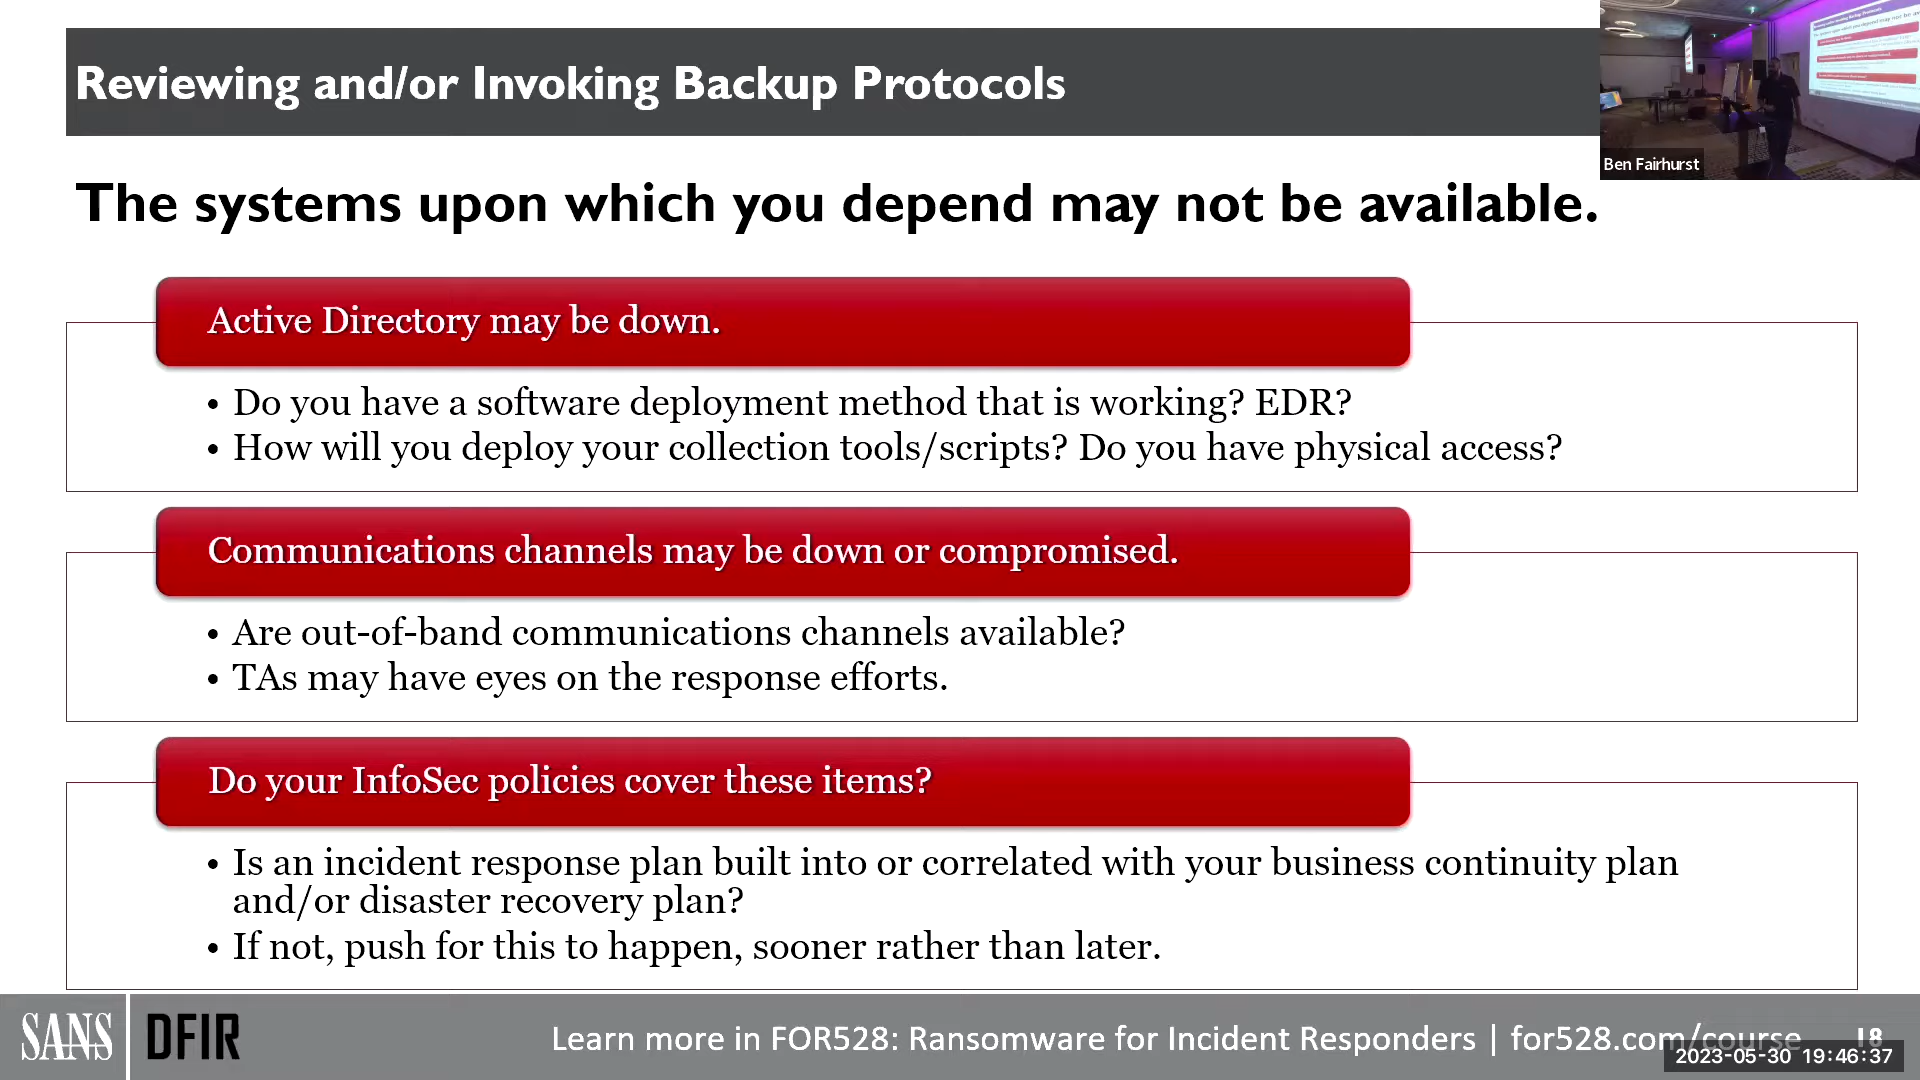 Reviewing and/or Invoking Backup Protocols
Ben Fairhurst
The systems upon which you depend may not be available.
Active Directory may be down.
• Do you have a software deployment method that is working? EDR?
• How will you deploy your collection tools/scripts? Do you have physical access?
Communications channels may be down or compromised.
• Are out-of-band communications channels available?
• TAs may have eyes on the response efforts.
Do your InfoSec policies cover these items?
• Is an incident response plan built into or correlated with your business continuity plan
and/or disaster recovery plan?
• If not, push for this to happen, sooner rather than later.
SANS DFIR
Learn more in FOR528: Ransomware for Incident Responders | for528.com/course 18
2023-05-30 19:46:37